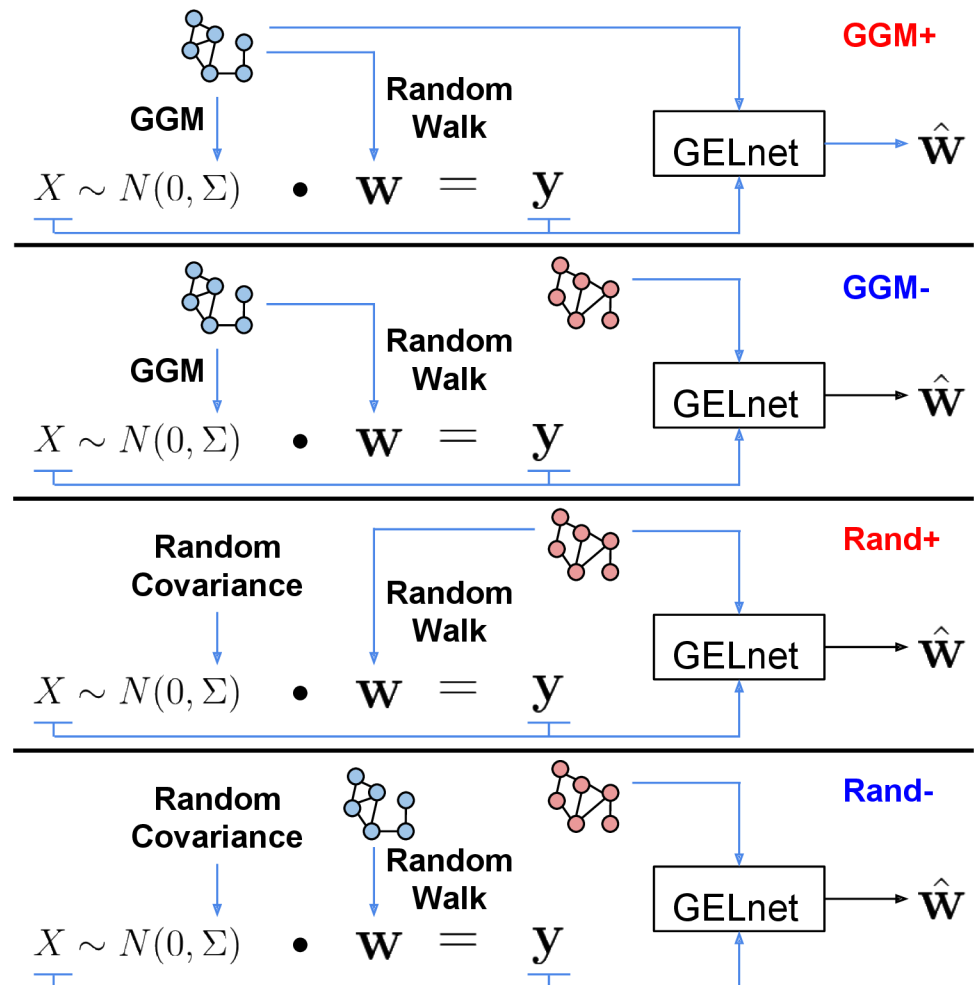 GGM+
GGM
Random
Walk
GELnet
ŵ
X ∼ N(0, Σ) • w = y
GGM-
GGM
Random
Walk
GELnet
ŵ
X ∼ N(0, Σ) • w = y
Rand+
Random
Covariance
Random
Walk
GELnet
ŵ
X ∼ N(0, Σ) • w = y
Rand-
Random
Covariance
Random
Walk
GELnet
ŵ
X ∼ N(0, Σ) • w = y